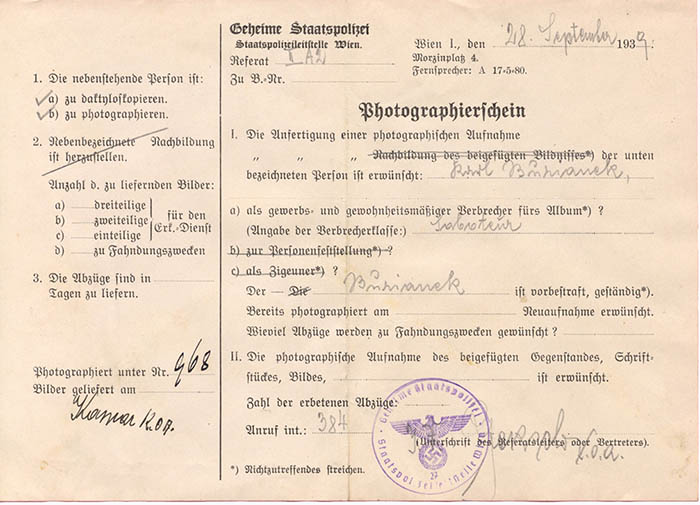 Geheime Staatspolizei
Staatspolizeileitstelle Wien.
Referat II A2
Zu B.-Nr.
Wien I., den 28. September 1939.
Morzinplatz 4.
Fernsprecher: A 17-5-80.
1. Die nebenstehende Person ist:
a) zu daktyloskopieren.
b) zu photographieren.
2. Nebenbezeichnete Nachbildung
ist herzustellen.
Anzahl d. zu liefernden Bilder:
a) dreiteilige
b) zweiteilige
c) einteilige
für den
Erk.-Dienst
d) zu Fahndungszwecken
3. Die Abzüge sind in
Tagen zu liefern.
Photographiert unter Nr. 968
Bilder geliefert am
Photographierschein
I. Die Anfertigung einer photographischen Aufnahme
„ „ „ Nachbildung des beigefügten Bildnisses*) der unten
bezeichneten Person ist erwünscht: Karl Burianek,
a) als gewerbs- und gewohnheitsmäßiger Verbrecher fürs Album*) ?
(Angabe der Verbrecherklasse:) Saboteur
b) zur Personenfeststellung*) ?
c) als Zigeuner*) ?
Der — Die Burianek ist vorbestraft, geständig*).
Bereits photographiert am Neuaufnahme erwünscht.
Wieviel Abzüge werden zu Fahndungszwecken gewünscht ?
II. Die photographische Aufnahme des beigefügten Gegenstandes, Schrift-
stückes, Bildes, ist erwünscht.
Zahl der erbetenen Abzüge
Anruf int.: 384
(Unterschrift des Referatsleiters oder Vertreters).
*) Nichtzutreffendes streichen.
Geheime Staatspolizei